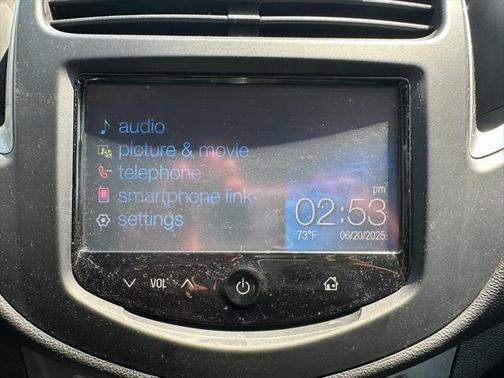 audio
picture & movie
telephone
smartphone link
settings
pm
02:53
73°F 06/20/2025
VOL